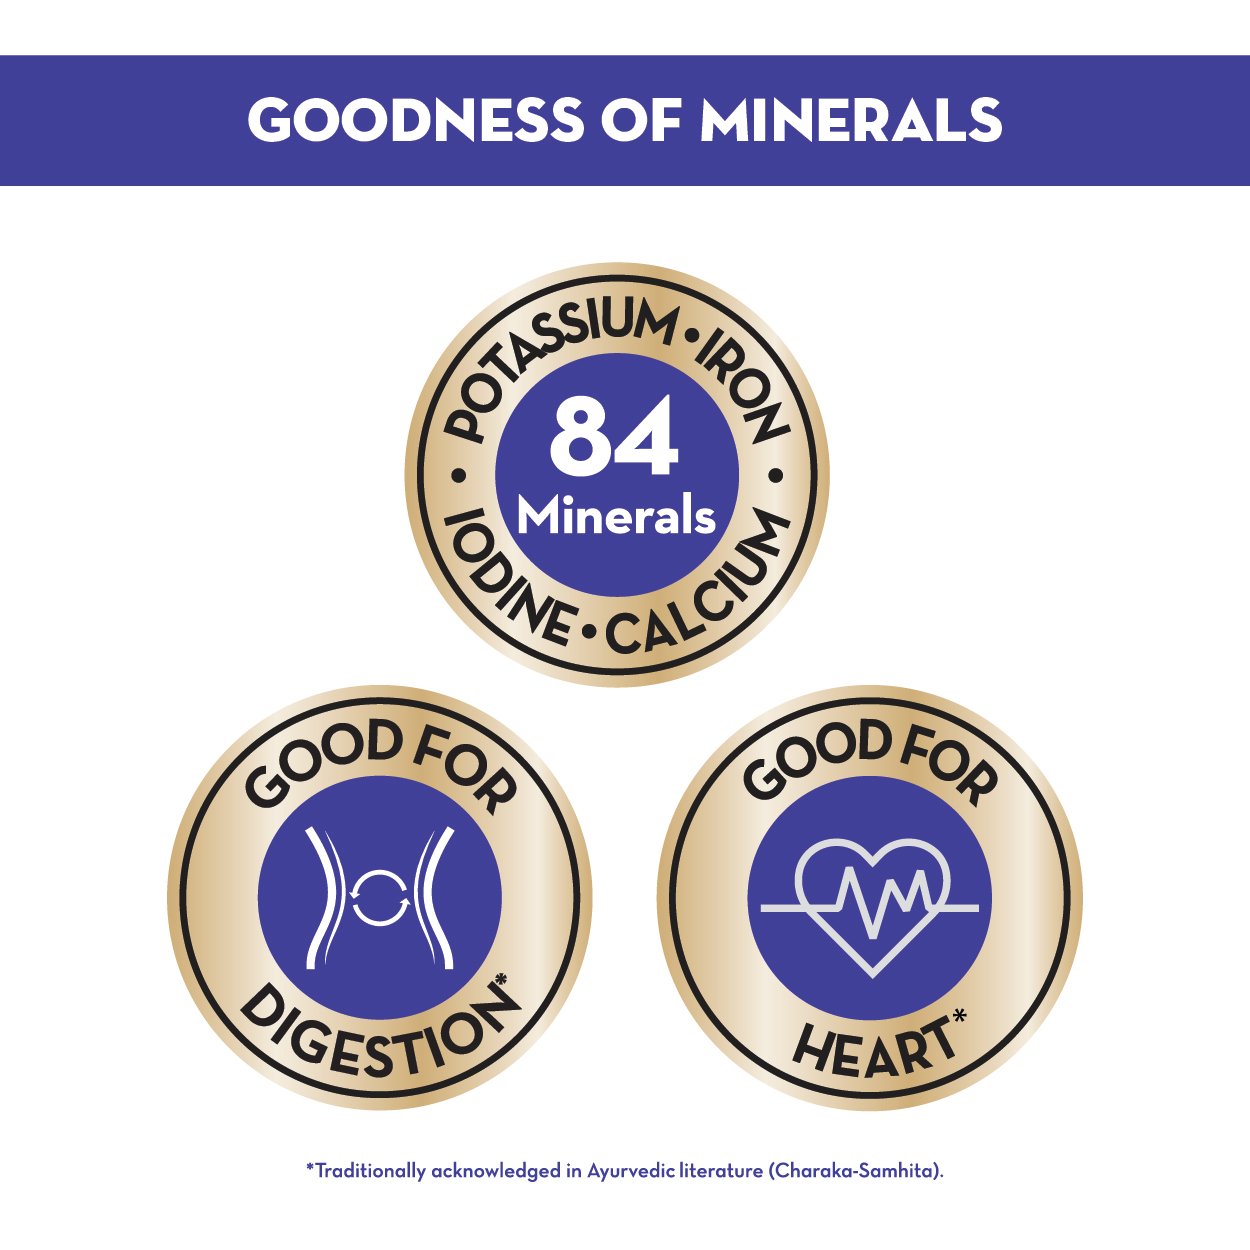 GOODNESS OF MINERALS
POTASSIUM • IRON
84
Minerals
• IODINE • CALCIUM •
GOOD FOR
DIGESTION*
GOOD FOR
HEART*
*Traditionally acknowledged in Ayurvedic literature (Charaka-Samhita).